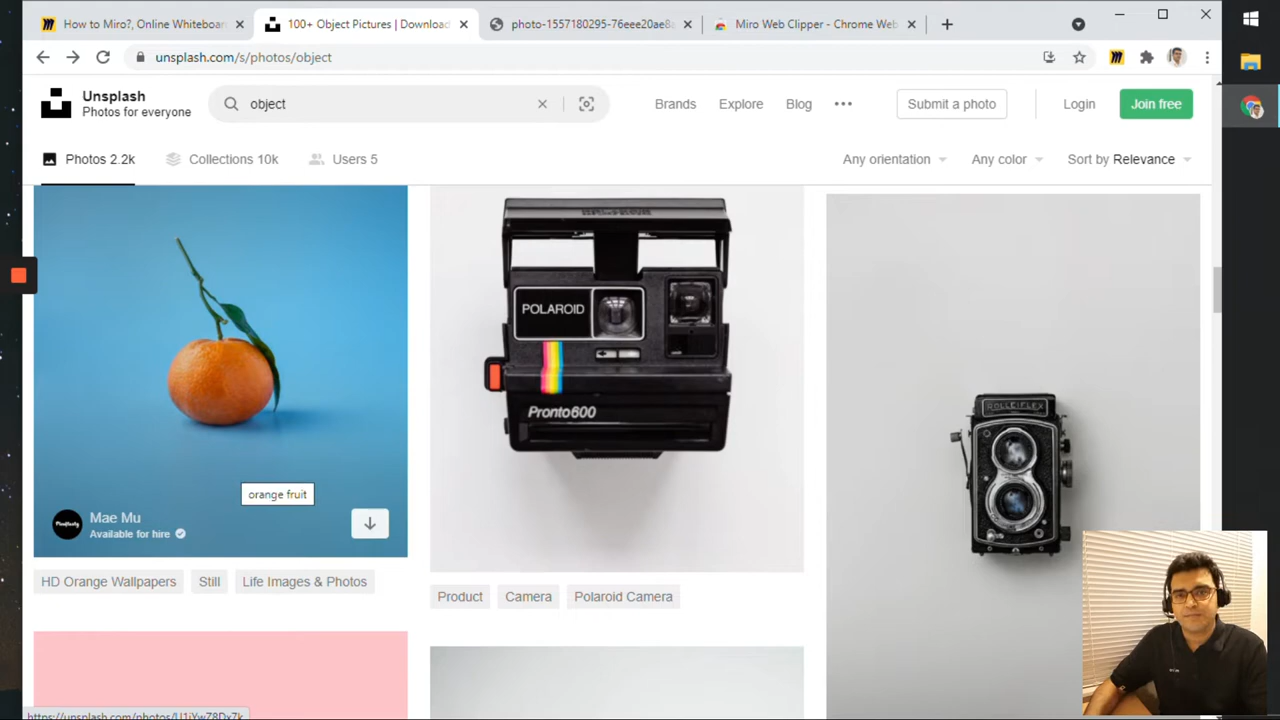 How to Miro?, Online Whiteboar
100+ Object Pictures | Download
photo-1557180295-76eee20ae8a
Miro Web Clipper - Chrome Web
unsplash.com/s/photos/object
Unsplash
Photos for everyone
object
Brands
Explore
Blog
Submit a photo
Login
Join free
Photos 2.2k
Collections 10k
Users 5
Any orientation
Any color
Sort by Relevance
POLAROID
Pronto600
ROLLEIFLEX
orange fruit
Mae Mu
Available for hire
HD Orange Wallpapers
Still
Life Images & Photos
Product
Camera
Polaroid Camera